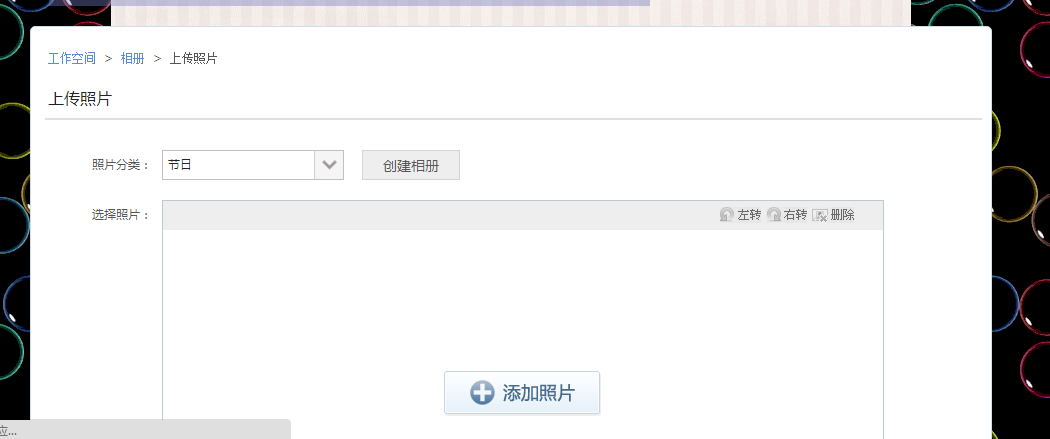 工作空间 > 相册 > 上传照片
上传照片
照片分类： 节日 创建相册
选择照片： 左转 右转 删除
添加照片
应...